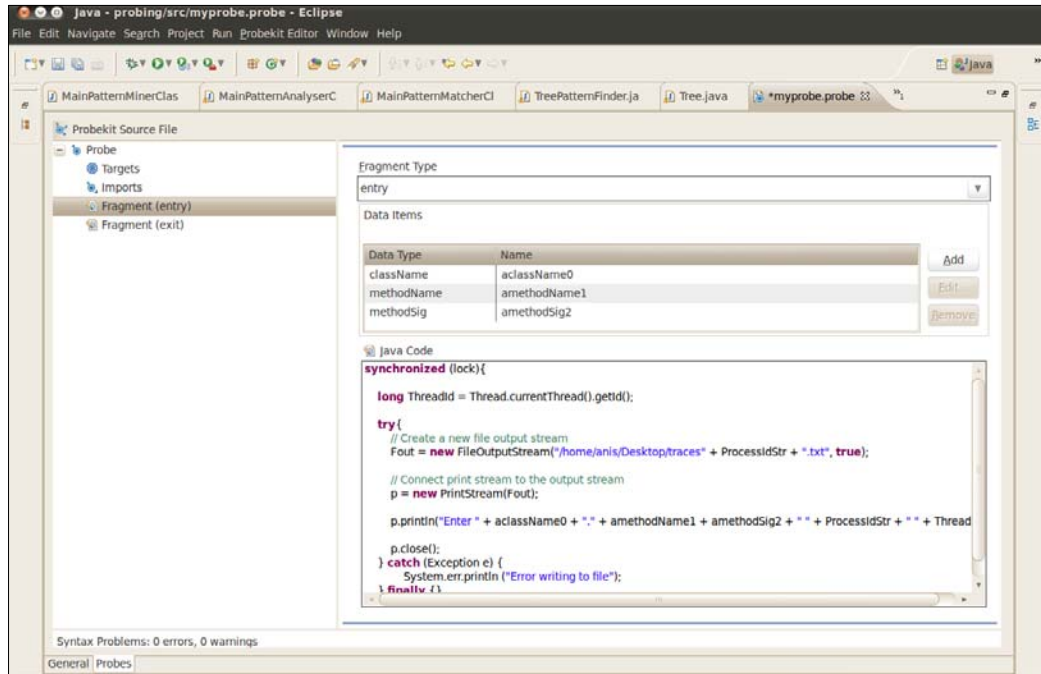 Java - probing/src/myprobe.probe - Eclipse
File Edit Navigate Search Project Run Probekit Editor Window Help
Java
MainPatternMinerClas MainPatternAnalyserC MainPatternMatcherCl TreePatternFinder.ja Tree.java *myprobe.probe »1
Probekit Source File
Probe
Targets
Imports
Fragment (entry)
Fragment (exit)
Fragment Type
entry
Data Items
Data Type Name
className aclassName0
methodName amethodName1
methodSig amethodSig2
Add
Edit...
Remove
Java Code
synchronized (lock){
long ThreadId = Thread.currentThread().getId();
try{
// Create a new file output stream
Fout = new FileOutputStream("/home/anis/Desktop/traces" + ProcessIdStr + ".txt", true);
// Connect print stream to the output stream
p = new PrintStream(Fout);
p.println("Enter " + aclassName0 + "." + amethodName1 + amethodSig2 + " " + ProcessIdStr + " " + Thread
p.close();
} catch (Exception e) {
System.err.println ("Error writing to file");
} finally {}
Syntax Problems: 0 errors, 0 warnings
General Probes